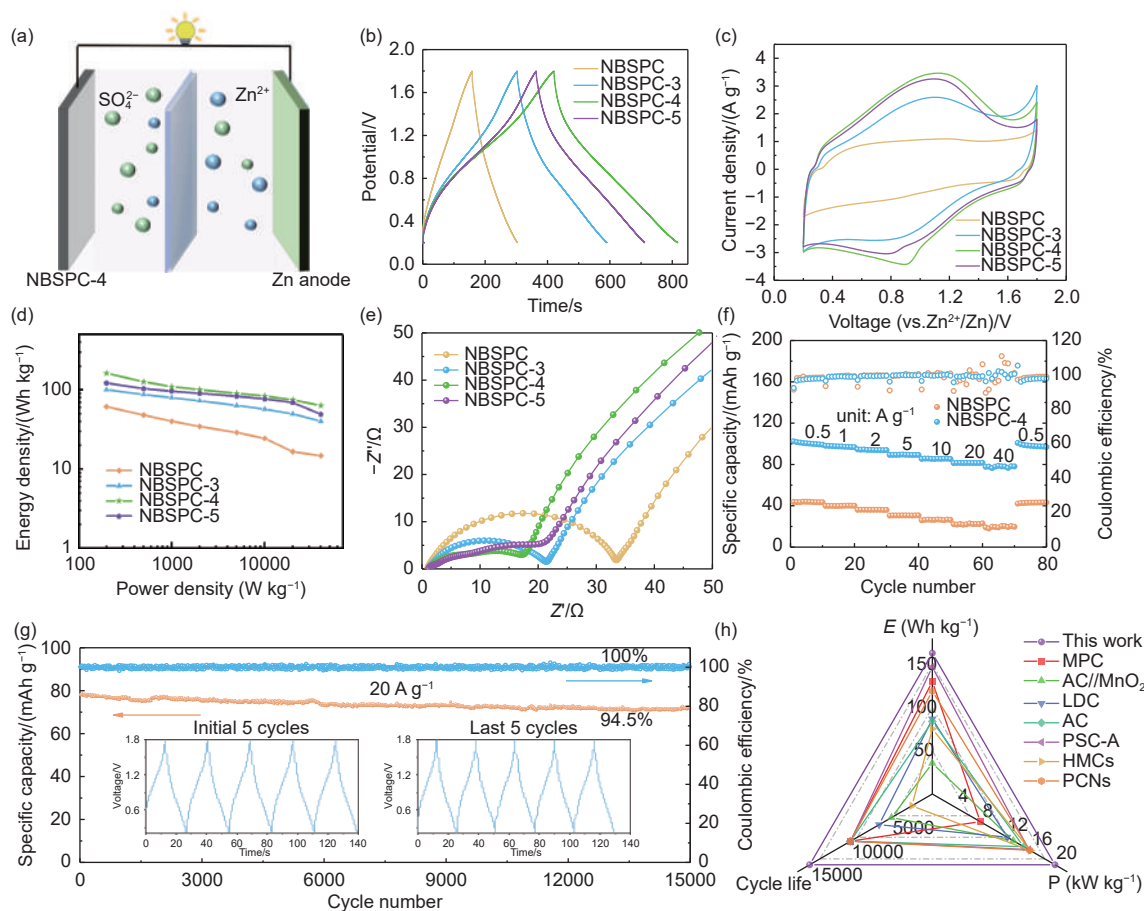 (a)
SO₄²⁻
Zn²⁺
NBSPC-4
Zn anode
(b)
2.0
1.6
1.2
0.8
0.4
0.0
Potential/V
0 200 400 600 800
Time/s
NBSPC
NBSPC-3
NBSPC-4
NBSPC-5
(c)
4
3
2
1
0
−1
−2
−3
−4
Current density/(A g⁻¹)
0 0.4 0.8 1.2 1.6 2.0
Voltage (vs.Zn²⁺/Zn)/V
NBSPC
NBSPC-3
NBSPC-4
NBSPC-5
(d)
100
10
1
Energy density/(Wh kg⁻¹)
100 1000 10000
Power density (W kg⁻¹)
NBSPC
NBSPC-3
NBSPC-4
NBSPC-5
(e)
50
40
30
20
10
0
−Z″/Ω
0 10 20 30 40 50
Z′/Ω
NBSPC
NBSPC-3
NBSPC-4
NBSPC-5
(f)
200
160
120
80
40
0
Specific capacity/(mAh g⁻¹)
120
100
80
60
40
20
0
Coulombic efficiency/%
NBSPC
NBSPC-4
unit: A g⁻¹
0.5 1 2 5 10 20 40 0.5
0 20 40 60 80
Cycle number
(g)
100
80
60
40
20
0
Specific capacity/(mAh g⁻¹)
100
80
60
40
20
0
Coulombic efficiency/%
100%
20 A g⁻¹
94.5%
Initial 5 cycles
Voltage/V
1.8
1.2
0.6
0 20 40 60 80 100 120 140
Time/s
Last 5 cycles
Voltage/V
1.8
1.2
0.6
0 20 40 60 80 100 120 140
Time/s
0 3000 6000 9000 12000 15000
Cycle number
(h)
E (Wh kg⁻¹)
150
100
50
4
8
12
16
20
5000
10000
15000
Cycle life
P (kW kg⁻¹)
This work
MPC
AC//MnO₂
LDC
AC
PSC-A
HMCs
PCNs